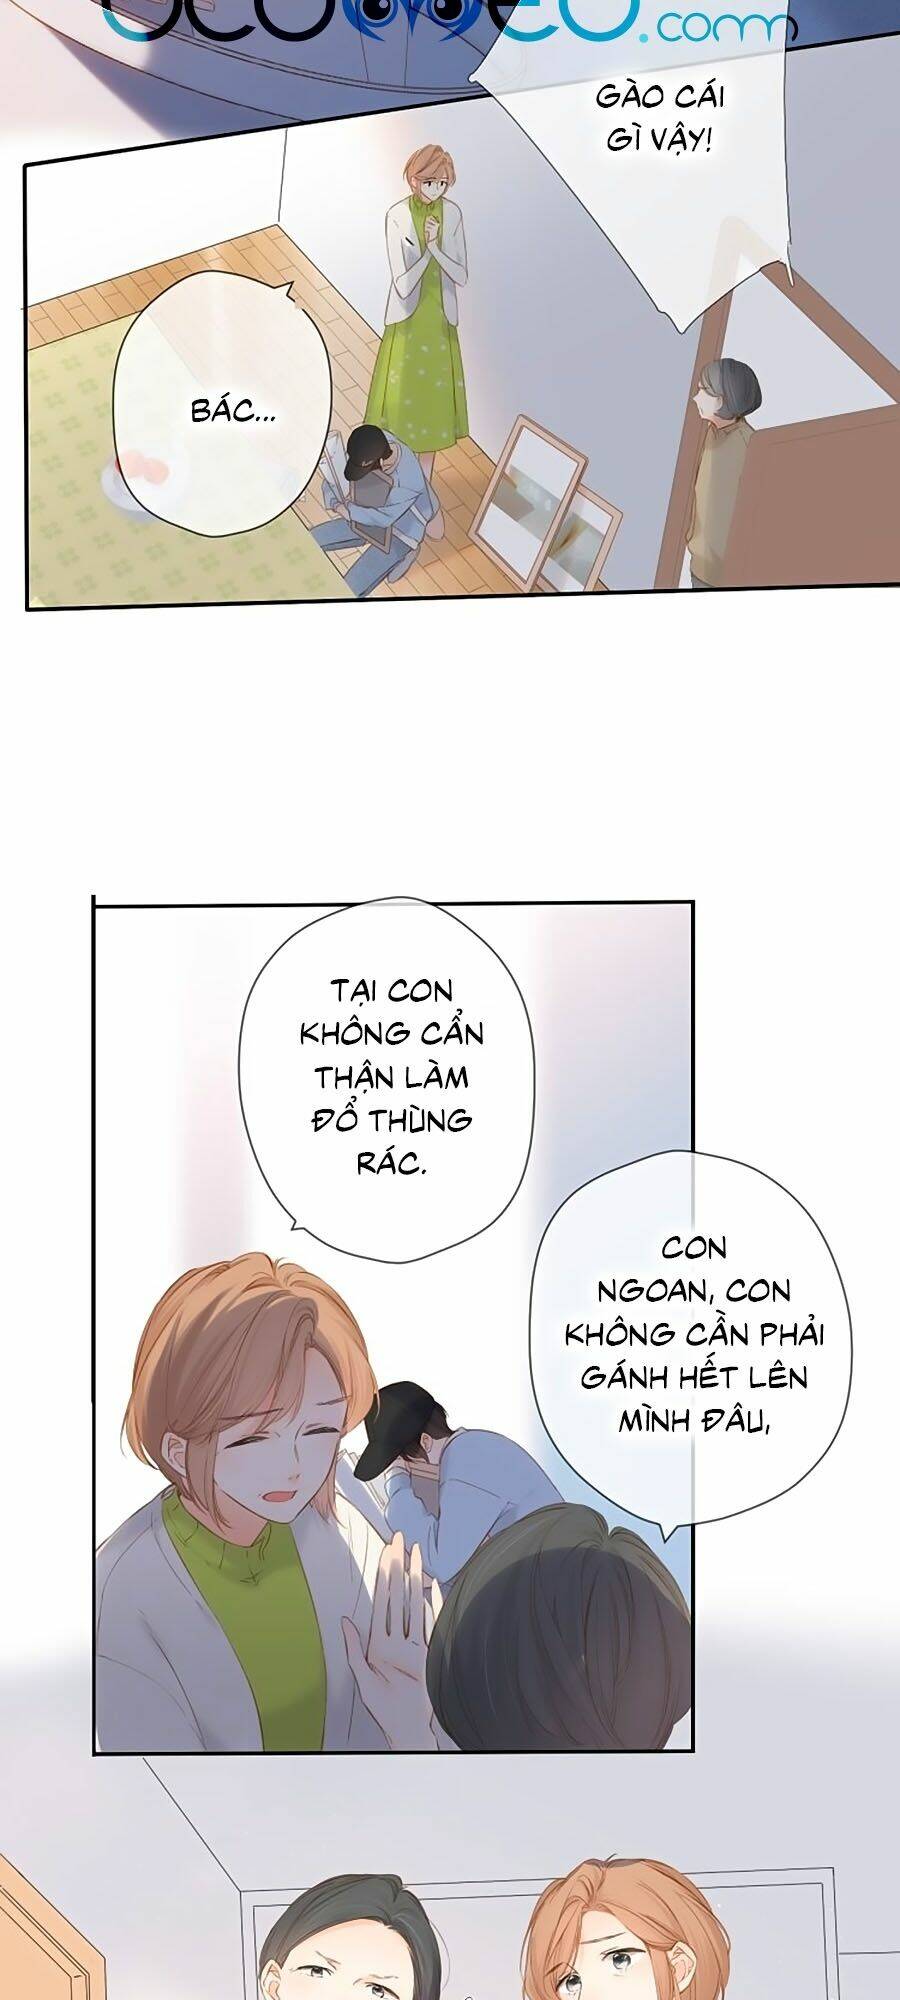 GÀO CÁI
GÌ VẬY!
BÁC...
TẠI CON
KHÔNG CẨN
THẬN LÀM
ĐỔ THÙNG
RÁC.
CON
NGOAN, CON
KHÔNG CẦN PHẢI
GÁNH HẾT LÊN
MÌNH ĐÂU,